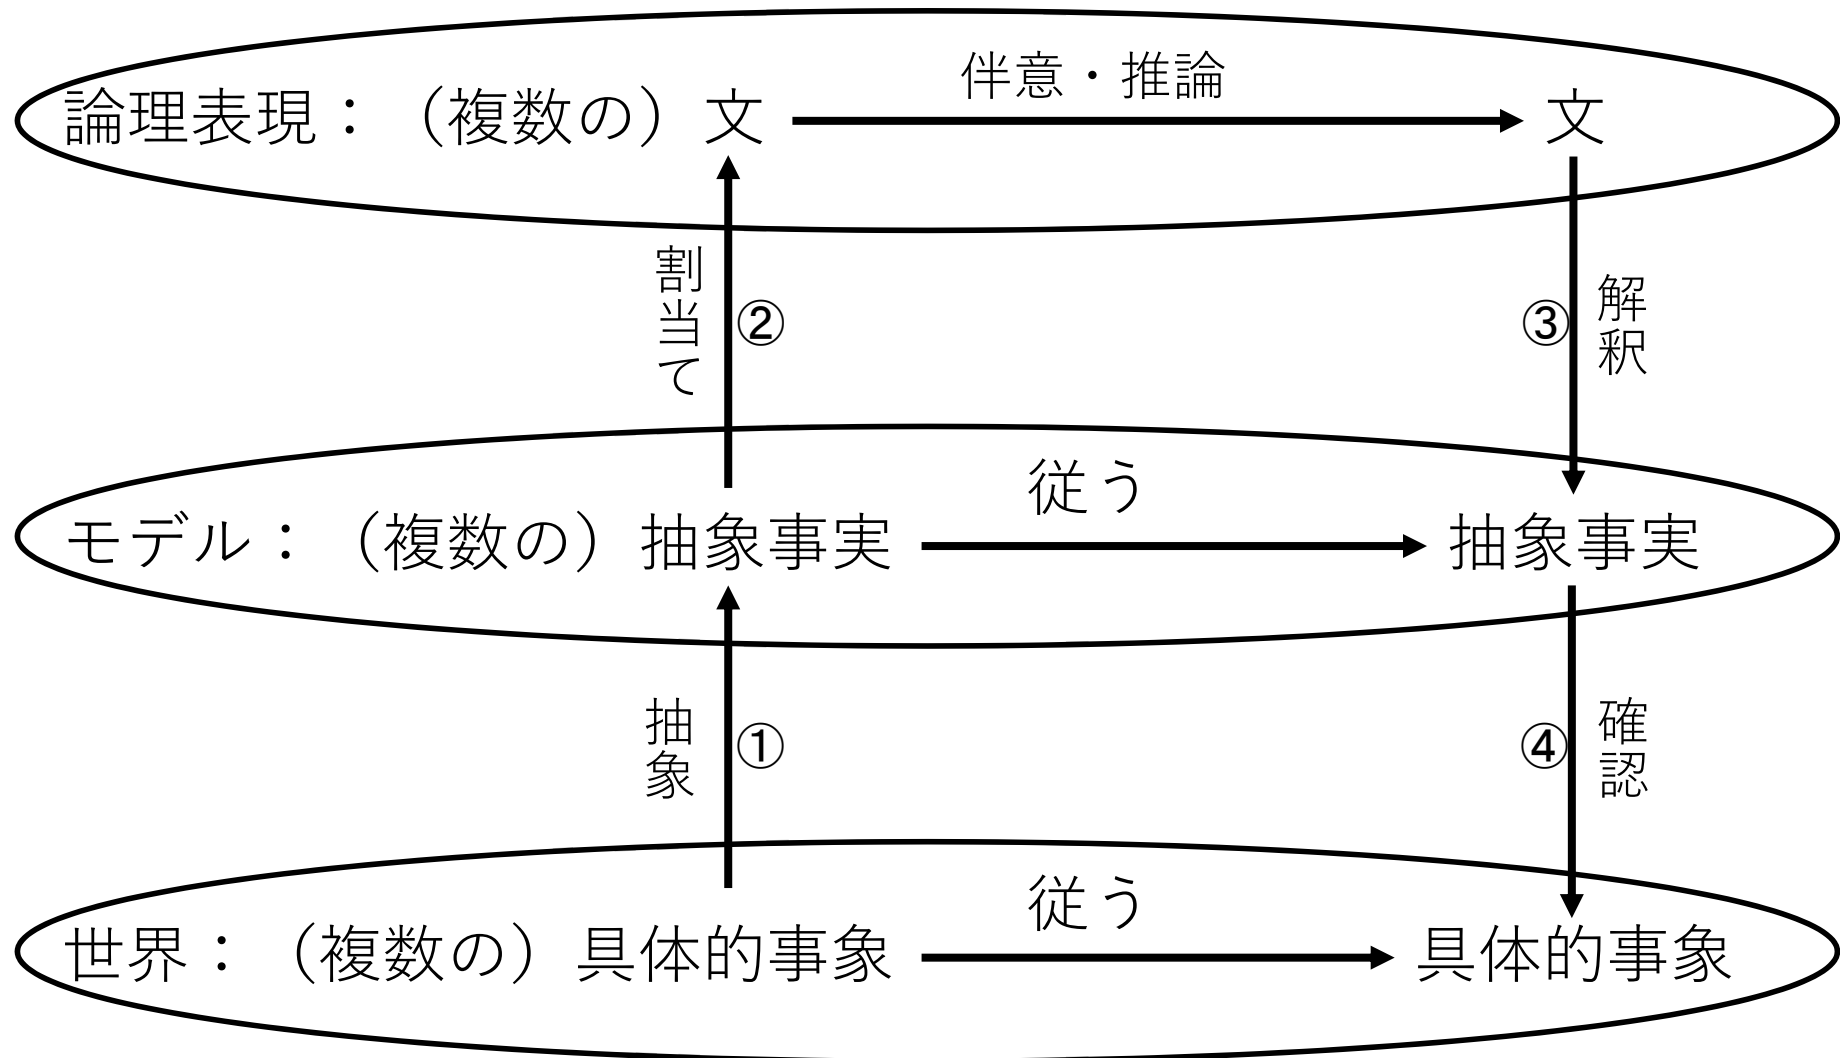 伴意・推論
論理表現：（複数の）文
文
割当て
②
③
解釈
従う
モデル：（複数の）抽象事実
抽象事実
抽象
①
④
確認
従う
世界：（複数の）具体的事象
具体的事象